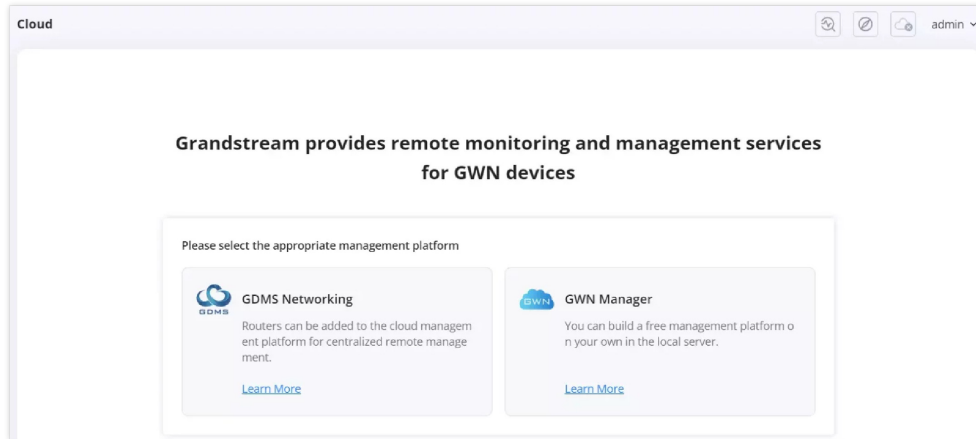 Cloud
admin
Grandstream provides remote monitoring and management services
for GWN devices
Please select the appropriate management platform
GDMS
GDMS Networking
Routers can be added to the cloud managem
ent platform for centralized remote manage
ment.
Learn More
GWN
GWN Manager
You can build a free management platform o
n your own in the local server.
Learn More